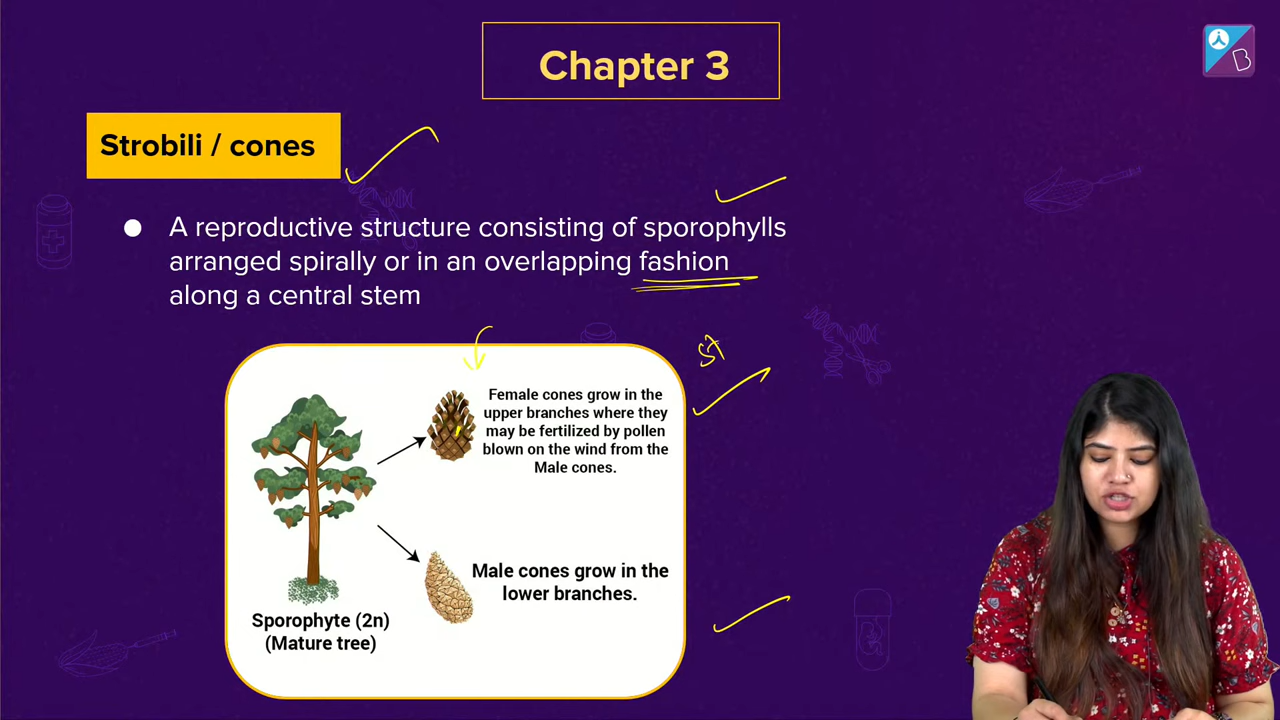 Chapter 3
Strobili / cones
A reproductive structure consisting of sporophylls
arranged spirally or in an overlapping fashion
along a central stem
St
Female cones grow in the
upper branches where they
may be fertilized by pollen
blown on the wind from the
Male cones.
Male cones grow in the
lower branches.
Sporophyte (2n)
(Mature tree)
B